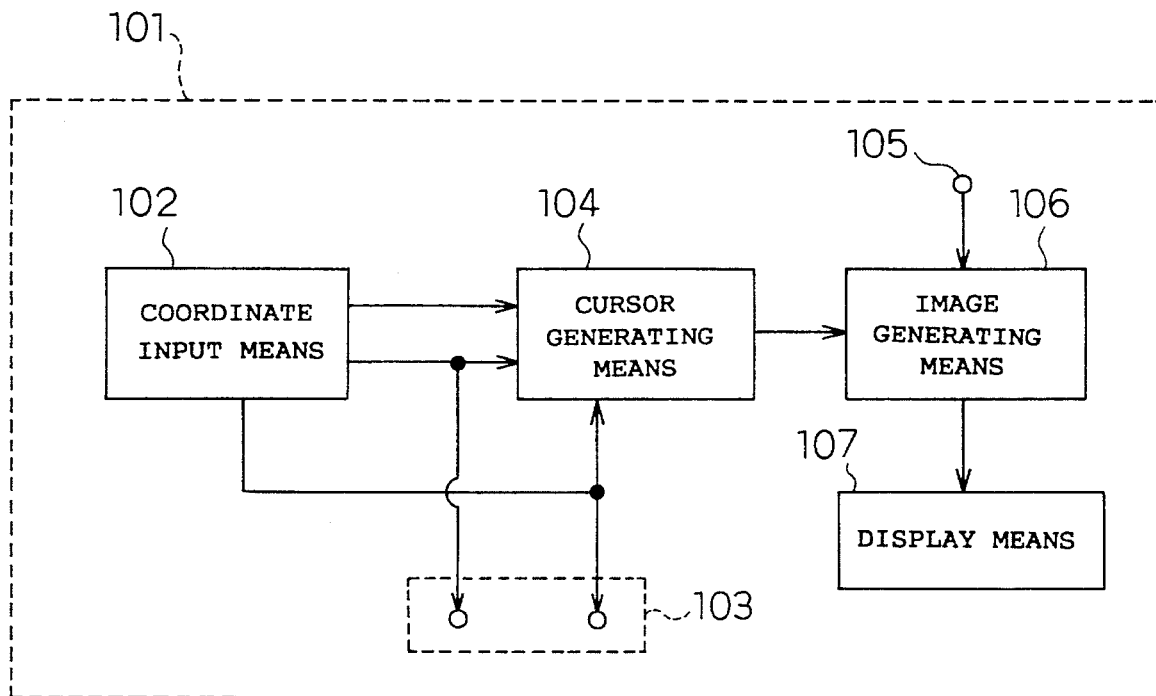 101
105
102
104
106
COORDINATE
INPUT MEANS
CURSOR
GENERATING
MEANS
IMAGE
GENERATING
MEANS
107
DISPLAY MEANS
103